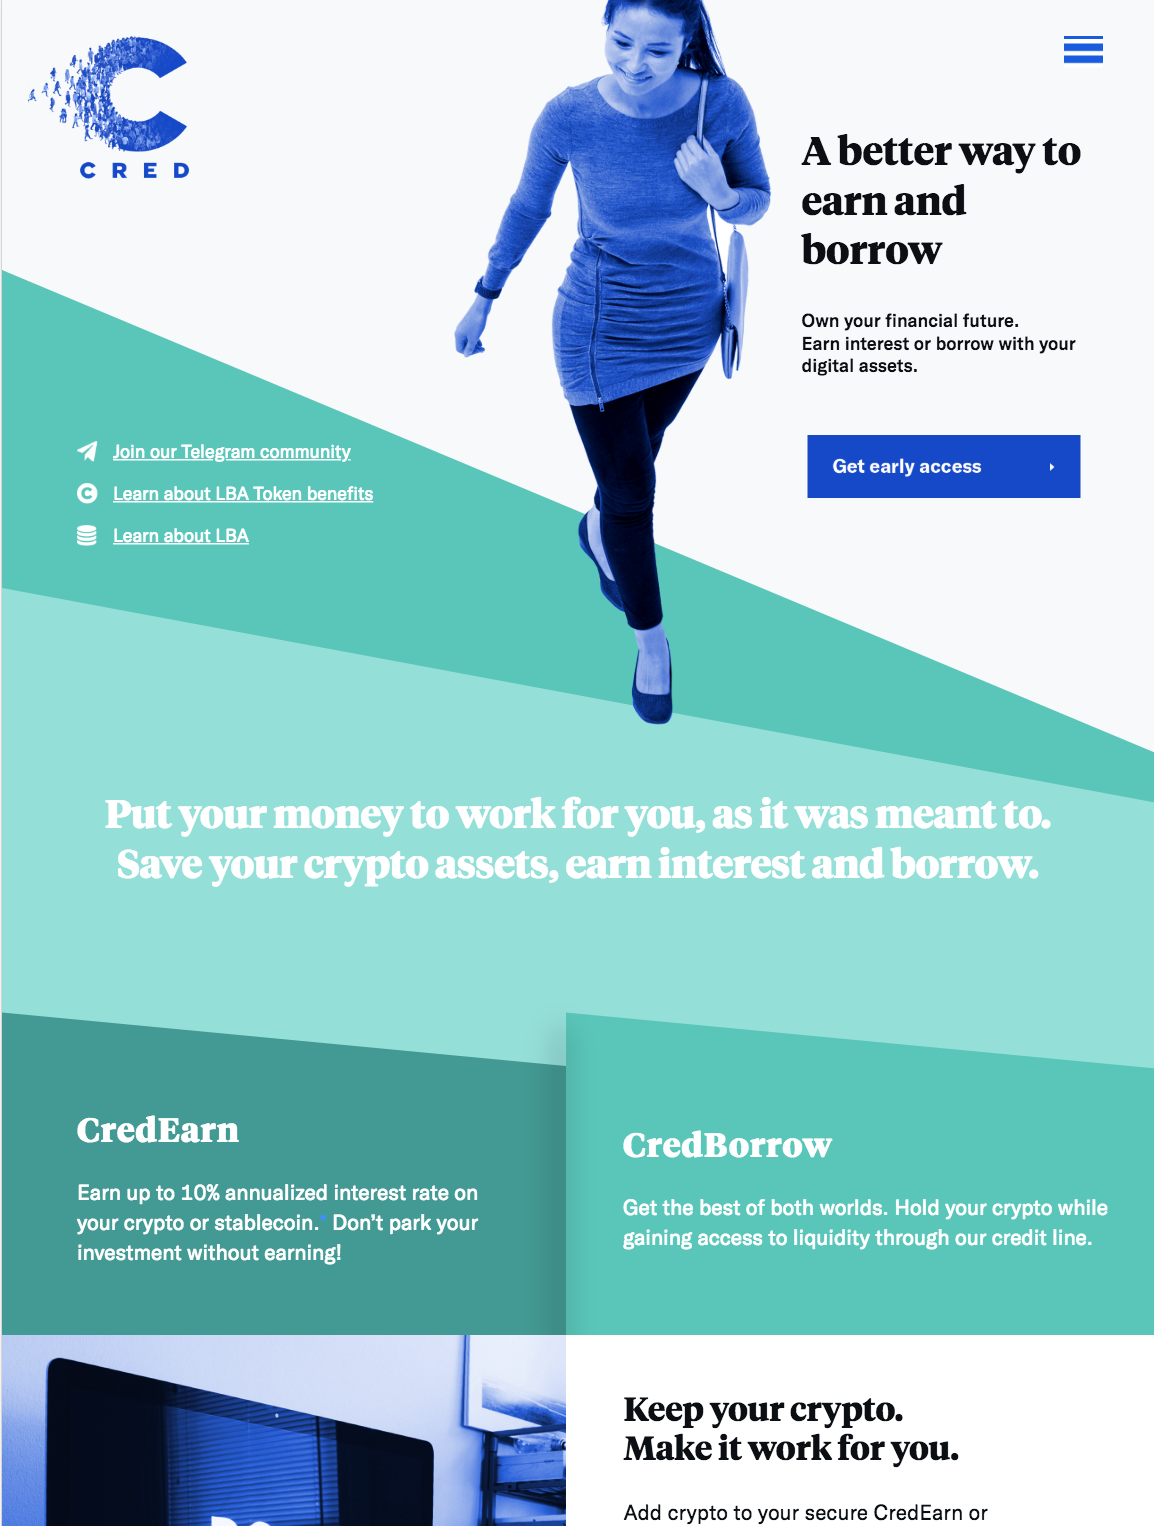 CRED
A better way to
earn and
borrow
Own your financial future.
Earn interest or borrow with your
digital assets.
Get early access
Join our Telegram community
Learn about LBA Token benefits
Learn about LBA
Put your money to work for you, as it was meant to.
Save your crypto assets, earn interest and borrow.
CredEarn
Earn up to 10% annualized interest rate on
your crypto or stablecoin.* Don't park your
investment without earning!
CredBorrow
Get the best of both worlds. Hold your crypto while
gaining access to liquidity through our credit line.
Keep your crypto.
Make it work for you.
Add crypto to your secure CredEarn or